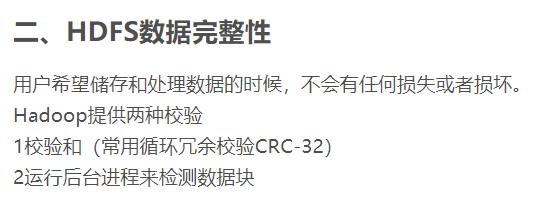 二、HDFS数据完整性
用户希望储存和处理数据的时候，不会有任何损失或者损坏。
Hadoop提供两种校验
1校验和（常用循环冗余校验CRC-32）
2运行后台进程来检测数据块